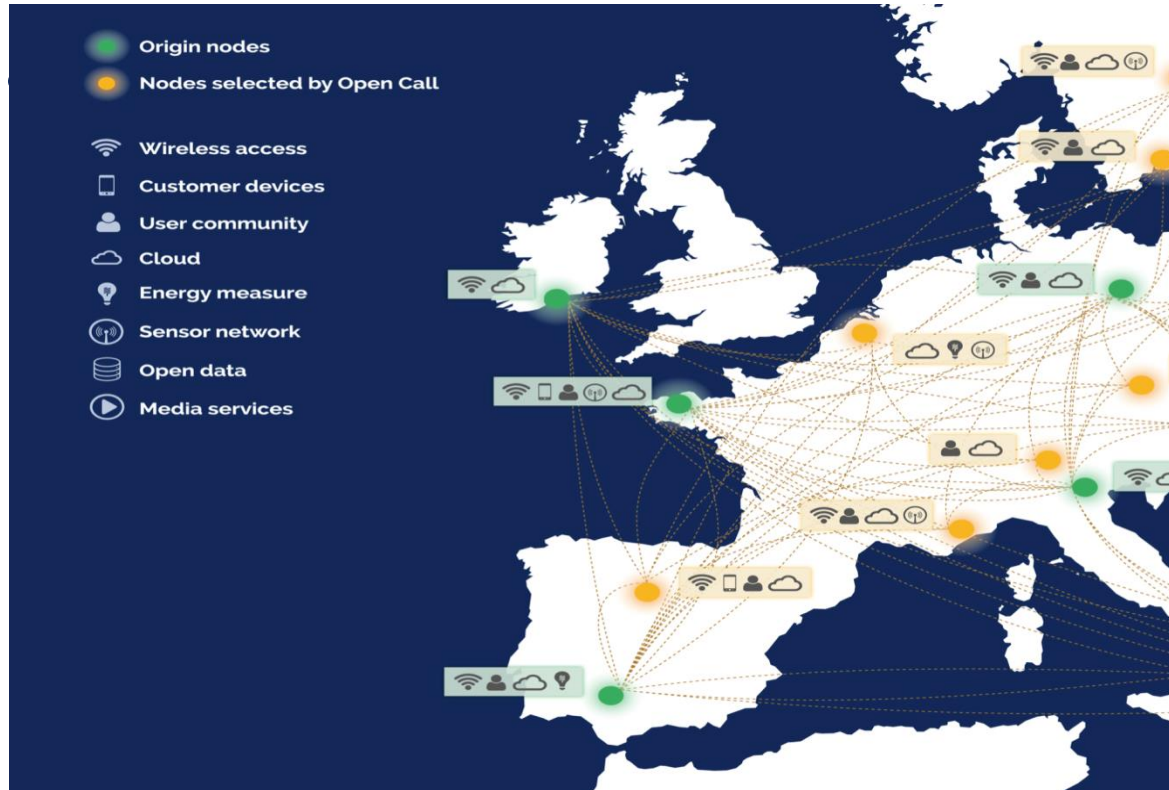 Origin nodes
Nodes selected by Open Call
Wireless access
Customer devices
User community
Cloud
Energy measure
Sensor network
Open data
Media services